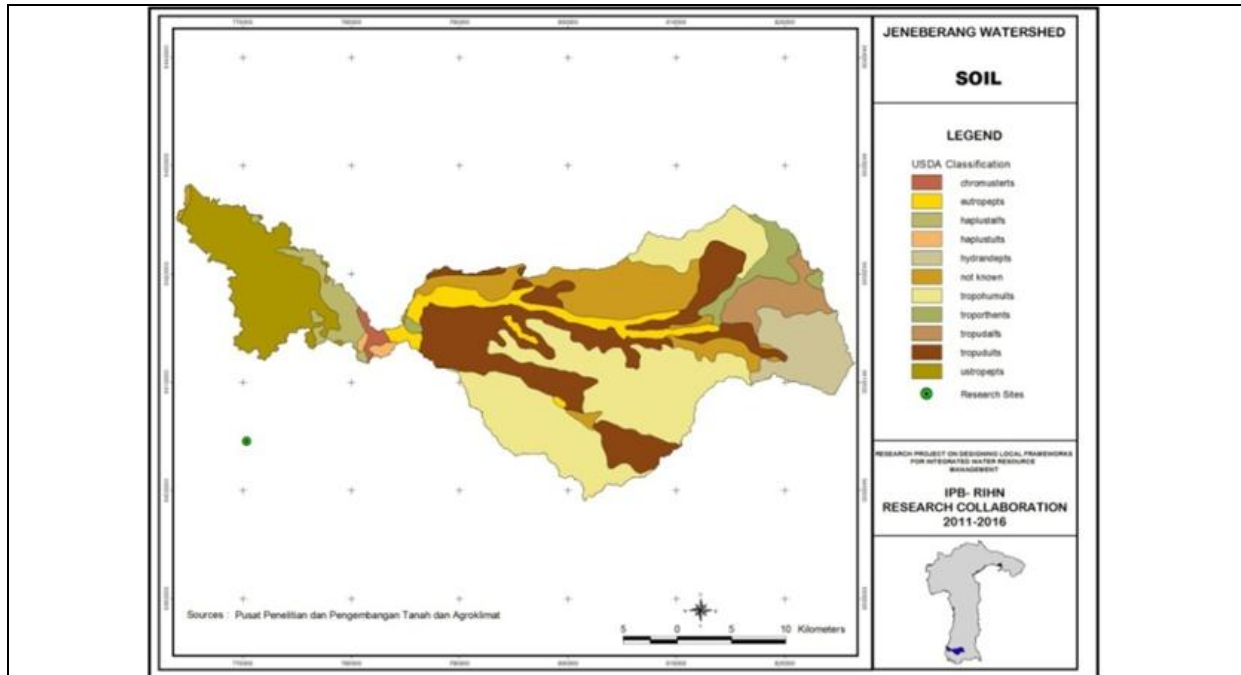 JENEBERANG WATERSHED
SOIL
LEGEND
USDA Classification
chromusterts
eutropepts
haplustalfs
haplustults
hydrandepts
not known
tropohumults
troporthents
tropudalfs
tropudults
ustropepts
Research Sites
RESEARCH PROJECT ON DESIGNING LOCAL FRAMEWORKS
FOR INTEGRATED WATER RESOURCE
MANAGEMENT
IPB- RIHN
RESEARCH COLLABORATION
2011-2016
Sources : Pusat Penelitian dan Pengembangan Tanah dan Agroklimat
5 0 5 10 Kilometers